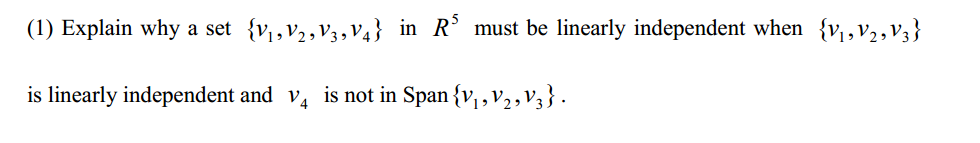 (1) Explain why a set {v₁, v₂, v₃, v₄} in R⁵ must be linearly independent when {v₁, v₂, v₃}
is linearly independent and v₄ is not in Span {v₁, v₂, v₃} .